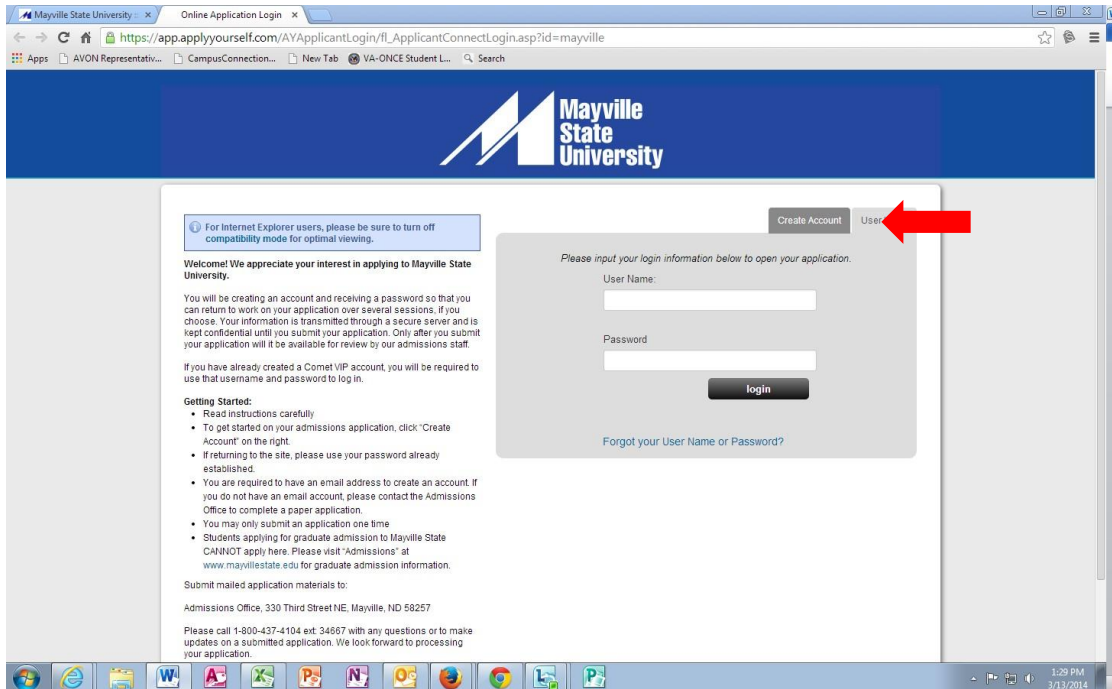 Mayville State University :
Online Application Login
https://app.applyyourself.com/AYApplicantLogin/fl_ApplicantConnectLogin.asp?id=mayville
Apps AVON Representativ... CampusConnection... New Tab VA-ONCE Student L... Search
Mayville
State
University
For Internet Explorer users, please be sure to turn off
compatibility mode for optimal viewing.
Welcome! We appreciate your interest in applying to Mayville State
University.
You will be creating an account and receiving a password so that you
can return to work on your application over several sessions, if you
choose. Your information is transmitted through a secure server and is
kept confidential until you submit your application. Only after you submit
your application will it be available for review by our admissions staff.
If you have already created a Comet VIP account, you will be required to
use that username and password to log in.
Getting Started:
• Read instructions carefully
• To get started on your admissions application, click "Create
Account" on the right.
• If returning to the site, please use your password already
established.
• You are required to have an email address to create an account. If
you do not have an email account, please contact the Admissions
Office to complete a paper application.
• You may only submit an application one time
• Students applying for graduate admission to Mayville State
CANNOT apply here. Please visit "Admissions" at
www.mayvillestate.edu for graduate admission information.
Submit mailed application materials to:
Admissions Office, 330 Third Street NE, Mayville, ND 58257
Please call 1-800-437-4104 ext: 34667 with any questions or to make
updates on a submitted application. We look forward to processing
your application.
Create Account User
Please input your login information below to open your application.
User Name:
Password
login
Forgot your User Name or Password?
1:29 PM
3/13/2014